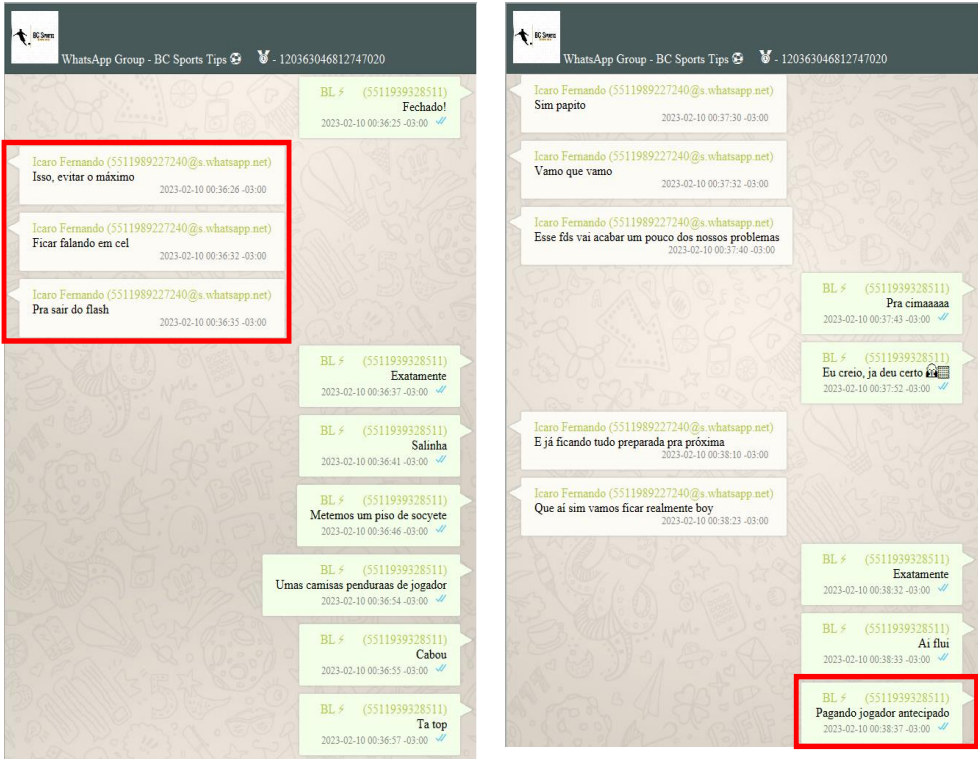 BC Sports
WhatsApp Group - BC Sports Tips ⚽ 🏅 - 120363046812747020
BL ⚡ (5511939328511)
Fechado!
2023-02-10 00:36:25 -03:00
Icaro Fernando (5511989227240@s.whatsapp.net)
Isso, evitar o máximo
2023-02-10 00:36:26 -03:00
Icaro Fernando (5511989227240@s.whatsapp.net)
Ficar falando em cel
2023-02-10 00:36:32 -03:00
Icaro Fernando (5511989227240@s.whatsapp.net)
Pra sair do flash
2023-02-10 00:36:35 -03:00
BL ⚡ (5511939328511)
Exatamente
2023-02-10 00:36:37 -03:00
BL ⚡ (5511939328511)
Salinha
2023-02-10 00:36:41 -03:00
BL ⚡ (5511939328511)
Metemos um piso de socyete
2023-02-10 00:36:46 -03:00
BL ⚡ (5511939328511)
Umas camisas penduraas de jogador
2023-02-10 00:36:54 -03:00
BL ⚡ (5511939328511)
Cabou
2023-02-10 00:36:55 -03:00
BL ⚡ (5511939328511)
Ta top
2023-02-10 00:36:57 -03:00
BC Sports
WhatsApp Group - BC Sports Tips ⚽ 🏅 - 120363046812747020
Icaro Fernando (5511989227240@s.whatsapp.net)
Sim papito
2023-02-10 00:37:30 -03:00
Icaro Fernando (5511989227240@s.whatsapp.net)
Vamo que vamo
2023-02-10 00:37:32 -03:00
Icaro Fernando (5511989227240@s.whatsapp.net)
Esse fds vai acabar um pouco dos nossos problemas
2023-02-10 00:37:40 -03:00
BL ⚡ (5511939328511)
Pra cimaaaaa
2023-02-10 00:37:43 -03:00
BL ⚡ (5511939328511)
Eu creio, ja deu certo
2023-02-10 00:37:52 -03:00
Icaro Fernando (5511989227240@s.whatsapp.net)
E já ficando tudo preparada pra próxima
2023-02-10 00:38:10 -03:00
Icaro Fernando (5511989227240@s.whatsapp.net)
Que aí sim vamos ficar realmente boy
2023-02-10 00:38:23 -03:00
BL ⚡ (5511939328511)
Exatamente
2023-02-10 00:38:32 -03:00
BL ⚡ (5511939328511)
Ai flui
2023-02-10 00:38:33 -03:00
BL ⚡ (5511939328511)
Pagando jogador antecipado
2023-02-10 00:38:37 -03:00